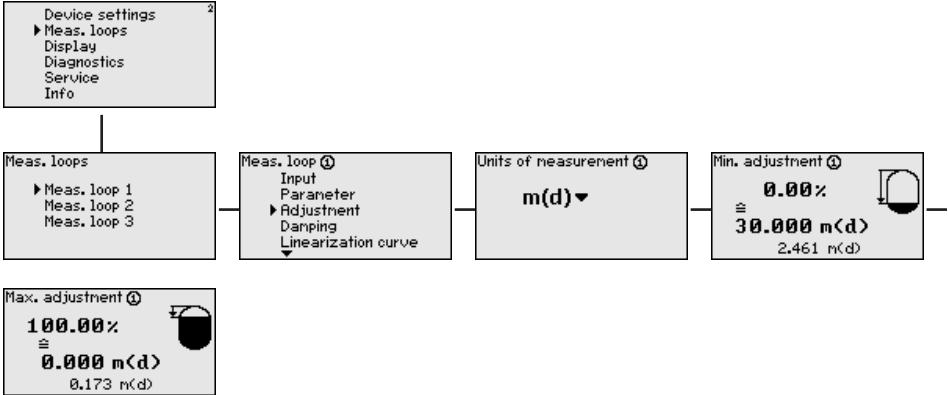 Device settings
2
Meas. loops
Display
Diagnostics
Service
Info
Meas. loops
Meas. loop 1
Meas. loop 2
Meas. loop 3
Meas. loop ①
Input
Parameter
Adjustment
Damping
Linearization curve
Units of measurement ①
m(d)
Min. adjustment ①
0.00%
≙
30.000 m(d)
2.461 m(d)
Max. adjustment ①
100.00%
≙
0.000 m(d)
0.173 m(d)